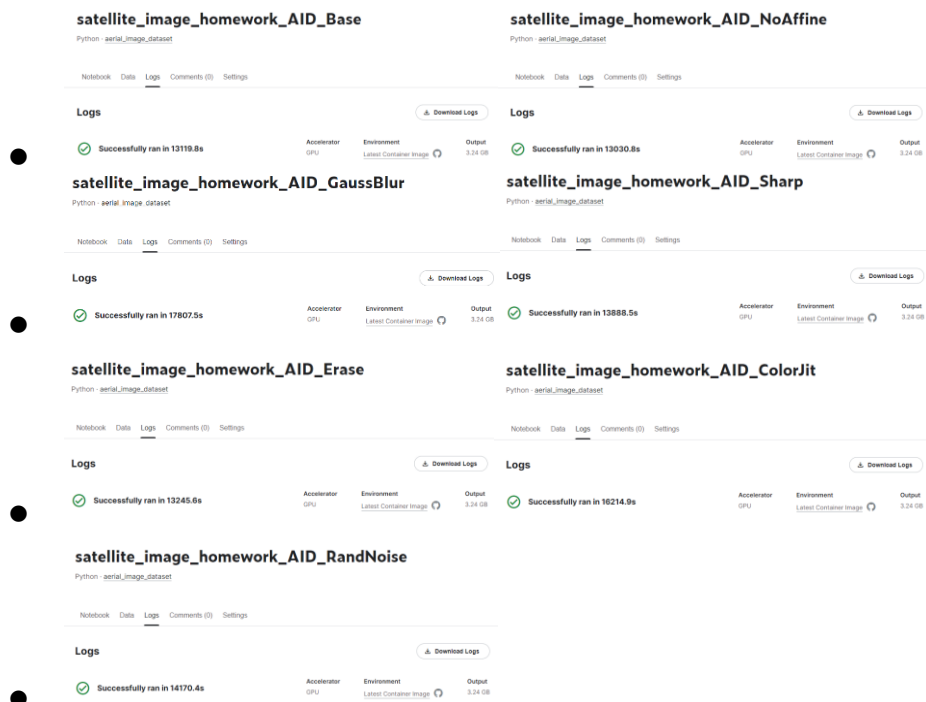 satellite_image_homework_AID_Base
Python · aerial_image_dataset
Notebook Data Logs Comments (0) Settings
Logs
Download Logs
Successfully ran in 13119.8s
Accelerator
GPU
Environment
Latest Container Image
Output
3.24 GB
satellite_image_homework_AID_NoAffine
Python · aerial_image_dataset
Notebook Data Logs Comments (0) Settings
Logs
Download Logs
Successfully ran in 13030.8s
Accelerator
GPU
Environment
Latest Container Image
Output
3.24 GB
satellite_image_homework_AID_GaussBlur
Python · aerial_image_dataset
Notebook Data Logs Comments (0) Settings
Logs
Download Logs
Successfully ran in 17807.5s
Accelerator
GPU
Environment
Latest Container Image
Output
3.24 GB
satellite_image_homework_AID_Sharp
Python · aerial_image_dataset
Notebook Data Logs Comments (0) Settings
Logs
Download Logs
Successfully ran in 13888.5s
Accelerator
GPU
Environment
Latest Container Image
Output
3.24 GB
satellite_image_homework_AID_Erase
Python · aerial_image_dataset
Notebook Data Logs Comments (0) Settings
Logs
Download Logs
Successfully ran in 13245.6s
Accelerator
GPU
Environment
Latest Container Image
Output
3.24 GB
satellite_image_homework_AID_ColorJit
Python · aerial_image_dataset
Notebook Data Logs Comments (0) Settings
Logs
Download Logs
Successfully ran in 16214.9s
Accelerator
GPU
Environment
Latest Container Image
Output
3.24 GB
satellite_image_homework_AID_RandNoise
Python · aerial_image_dataset
Notebook Data Logs Comments (0) Settings
Logs
Download Logs
Successfully ran in 14170.4s
Accelerator
GPU
Environment
Latest Container Image
Output
3.24 GB